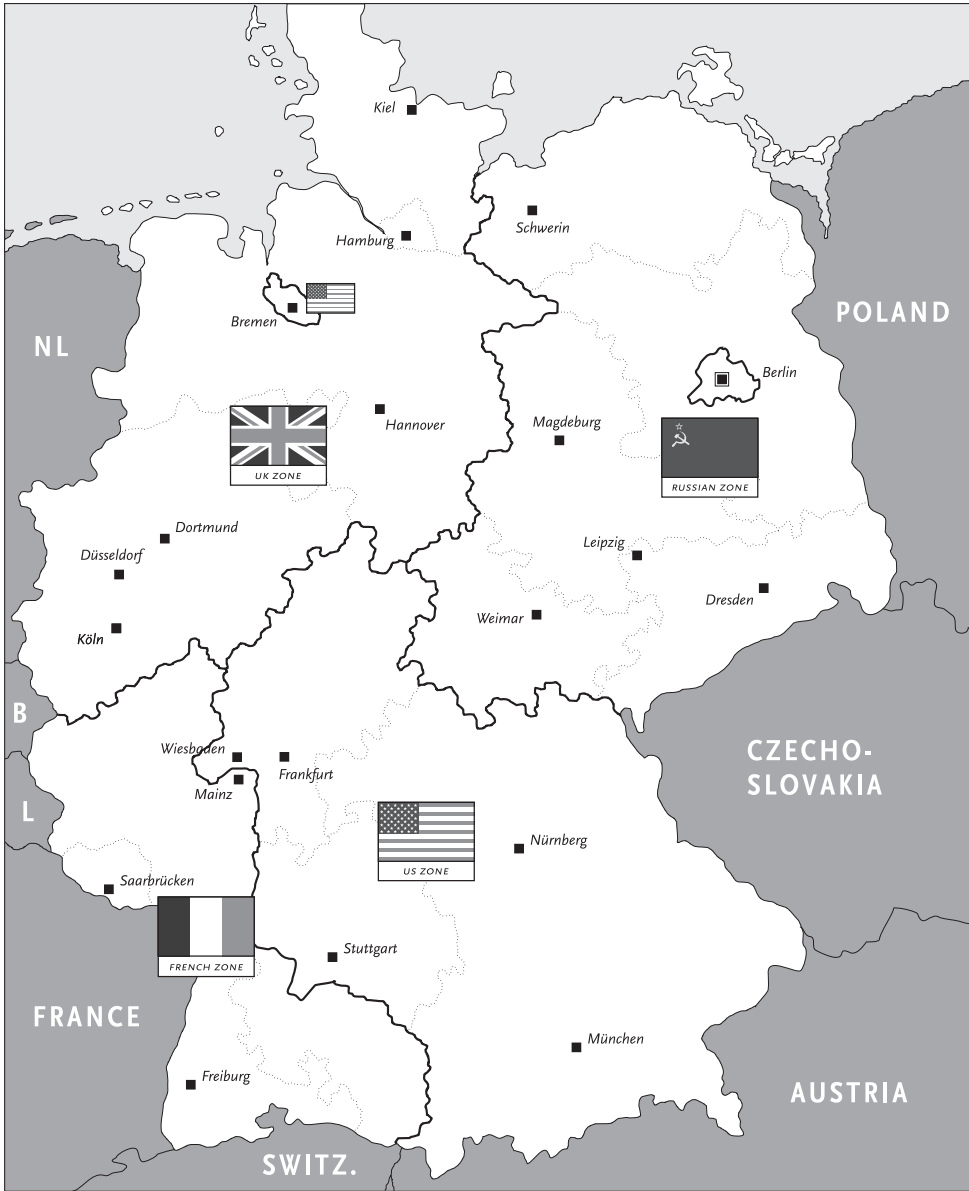 Kiel
Schwerin
Hamburg
Bremen
POLAND
NL
Berlin
Hannover
Magdeburg
UK ZONE
RUSSIAN ZONE
Dortmund
Düsseldorf
Leipzig
Dresden
Weimar
Köln
B
Wiesbaden
Frankfurt
Mainz
CZECHO-
SLOVAKIA
L
Nürnberg
US ZONE
Saarbrücken
Stuttgart
FRENCH ZONE
FRANCE
München
Freiburg
AUSTRIA
SWITZ.